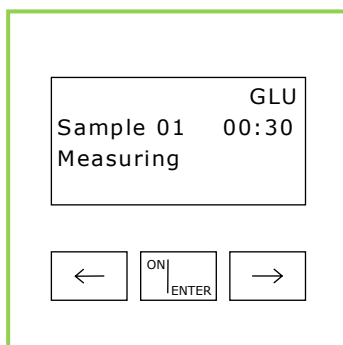 GLU
Sample 01 00:30
Measuring
← ON ENTER →